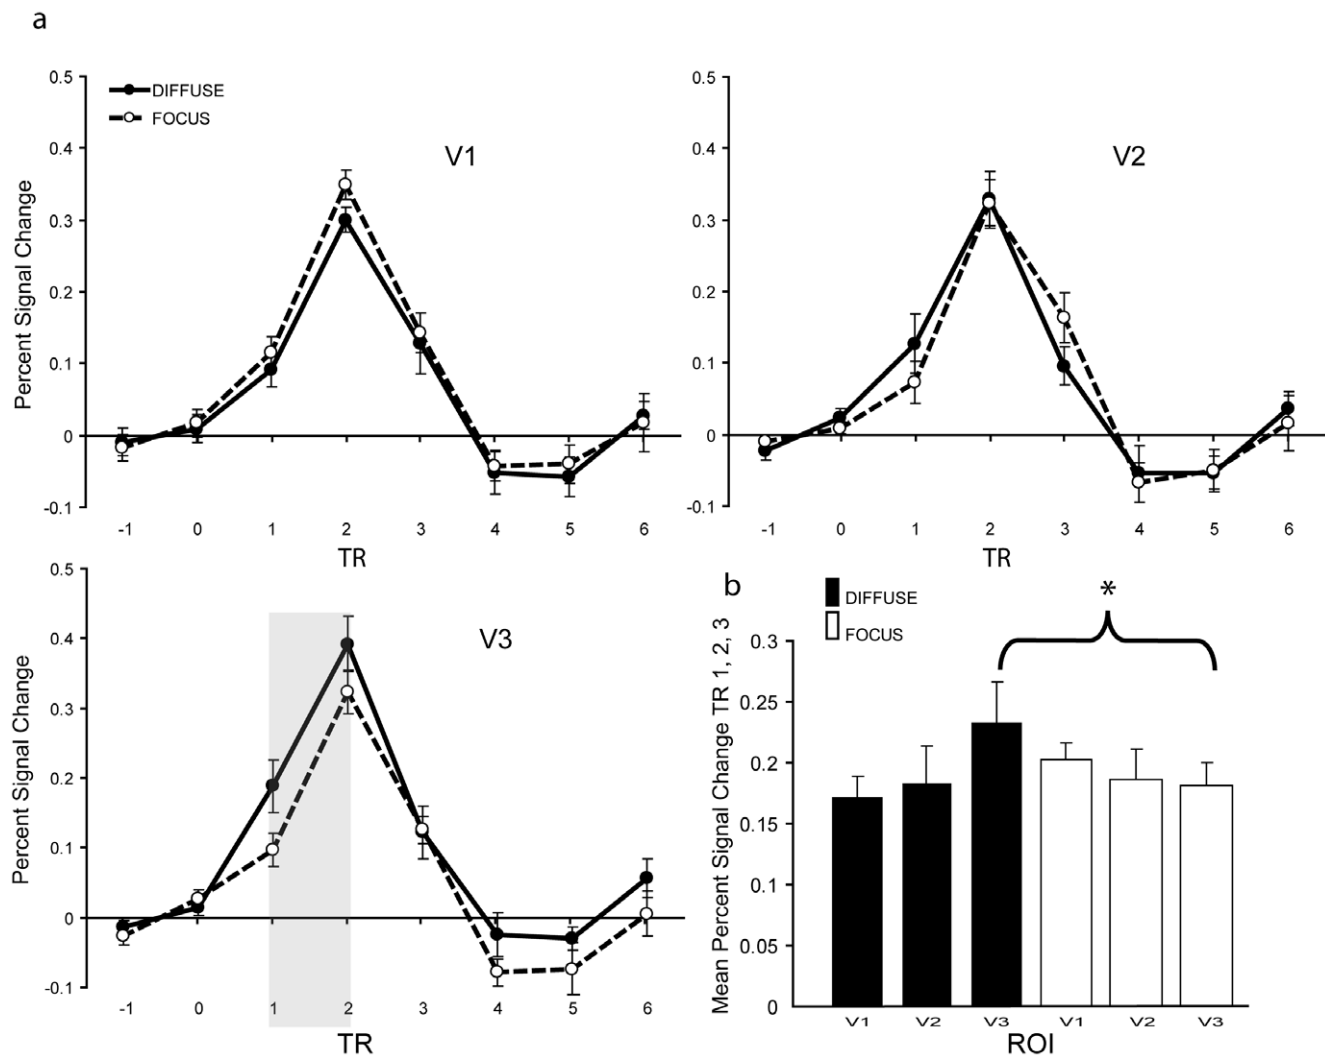 a
0.5
0.4
0.3
0.2
0.1
0
-0.1
Percent Signal Change
DIFFUSE
FOCUS
V1
-1 0 1 2 3 4 5 6
TR
0.5
0.4
0.3
0.2
0.1
0
-0.1
V2
-1 0 1 2 3 4 5 6
TR
0.5
0.4
0.3
0.2
0.1
0
-0.1
Percent Signal Change
V3
-1 0 1 2 3 4 5 6
TR
b
DIFFUSE
FOCUS
*
0.3
0.25
0.2
0.15
0.1
0.05
0
Mean Percent Signal Change TR 1, 2, 3
V1 V2 V3 V1 V2 V3
ROI